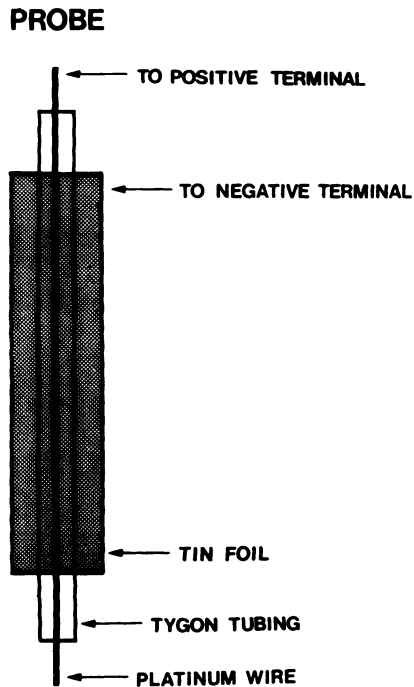 PROBE
TO POSITIVE TERMINAL
TO NEGATIVE TERMINAL
TIN FOIL
TYGON TUBING
PLATINUM WIRE